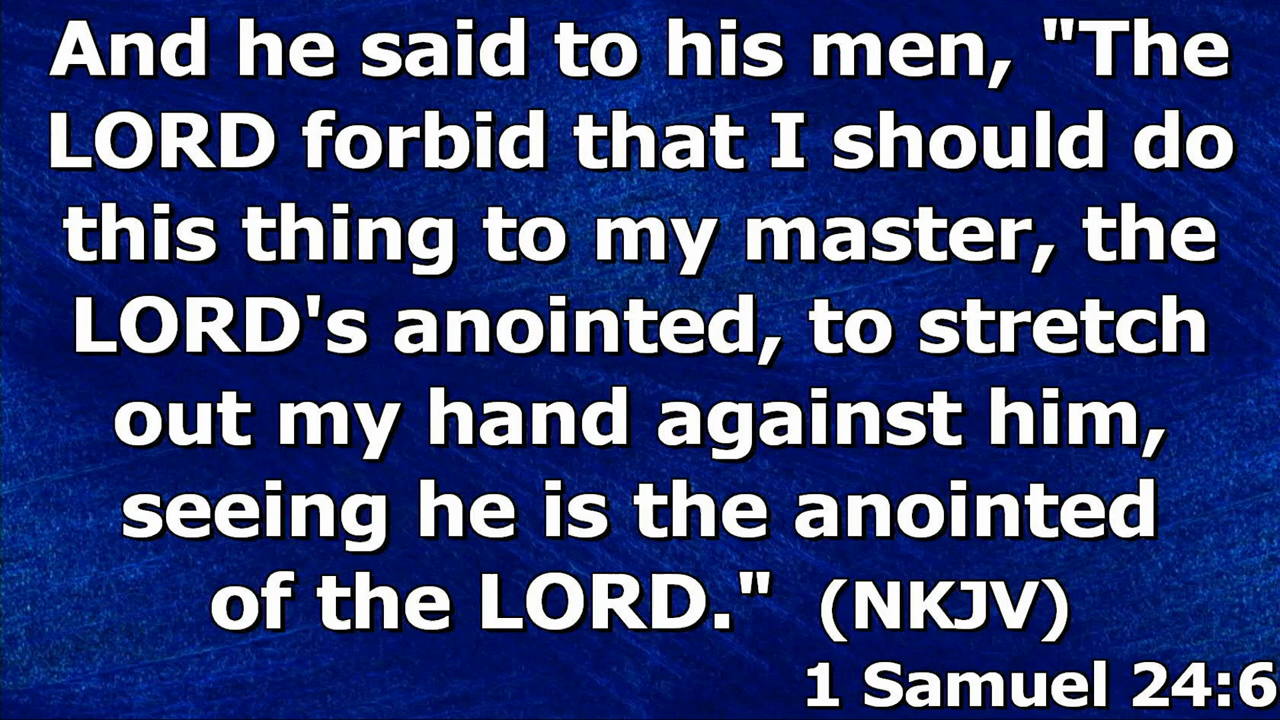 And he said to his men, "The
LORD forbid that I should do
this thing to my master, the
LORD's anointed, to stretch
out my hand against him,
seeing he is the anointed
of the LORD." (NKJV)
1 Samuel 24:6